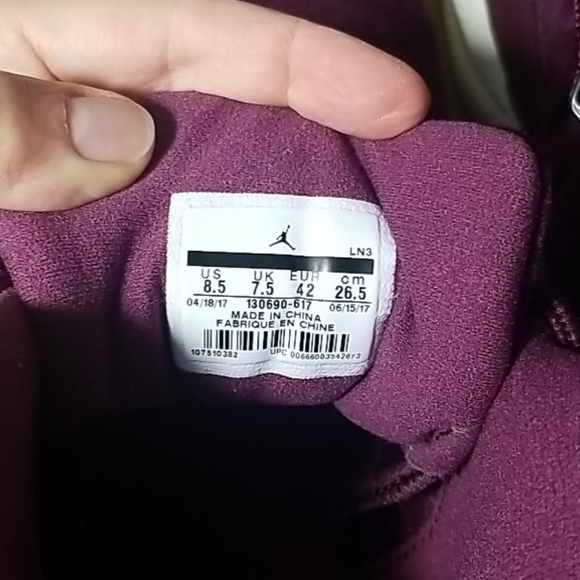 LN3
US UK EUR cm
8.5 7.5 42 26.5
04/18/17 130690-617 06/15/17
MADE IN CHINA
FABRIQUE EN CHINE
107510382 UPC 00666003542673